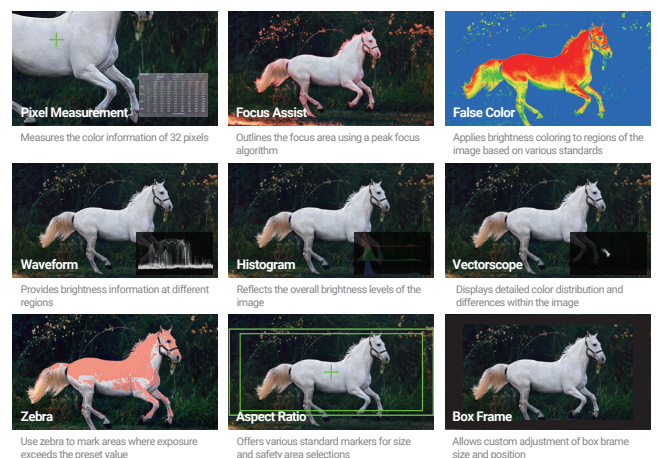 Pixel Measurement
Measures the color information of 32 pixels
Focus Assist
Outlines the focus area using a peak focus
algorithm
False Color
Applies brightness coloring to regions of the
image based on various standards
Waveform
Provides brightness information at different
regions
Histogram
Reflects the overall brightness levels of the
image
Vectorscope
Displays detailed color distribution and
differences within the image
Zebra
Use zebra to mark areas where exposure
exceeds the preset value
Aspect Ratio
Offers various standard markers for size
and safety area selections
Box Frame
Allows custom adjustment of box brame
size and position